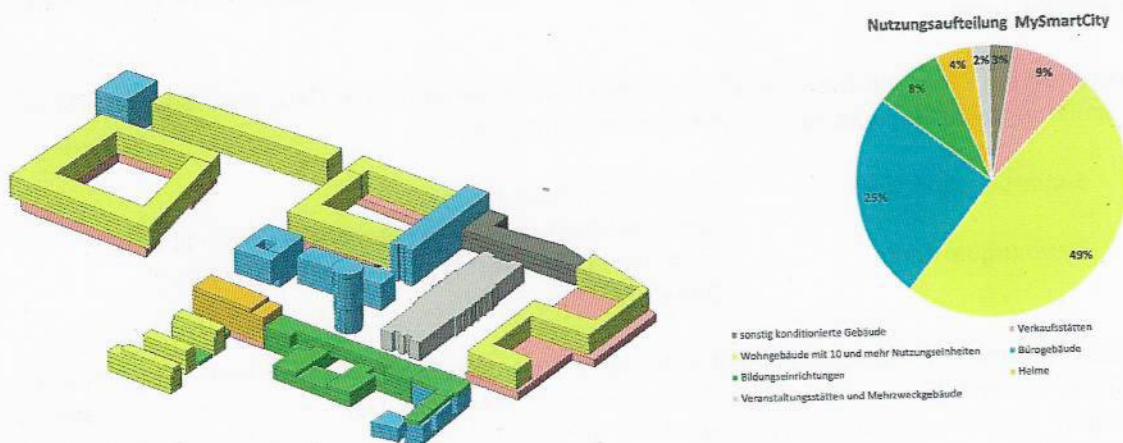 Nutzungsaufteilung MySmartCity
2%
3%
4%
9%
8%
25%
49%
sonstig konditionierte Gebäude
Verkaufsstätten
Wohngebäude mit 10 und mehr Nutzungseinheiten
Bürogebäude
Bildungseinrichtungen
Heime
Veranstaltungsstätten und Mehrzweckgebäude